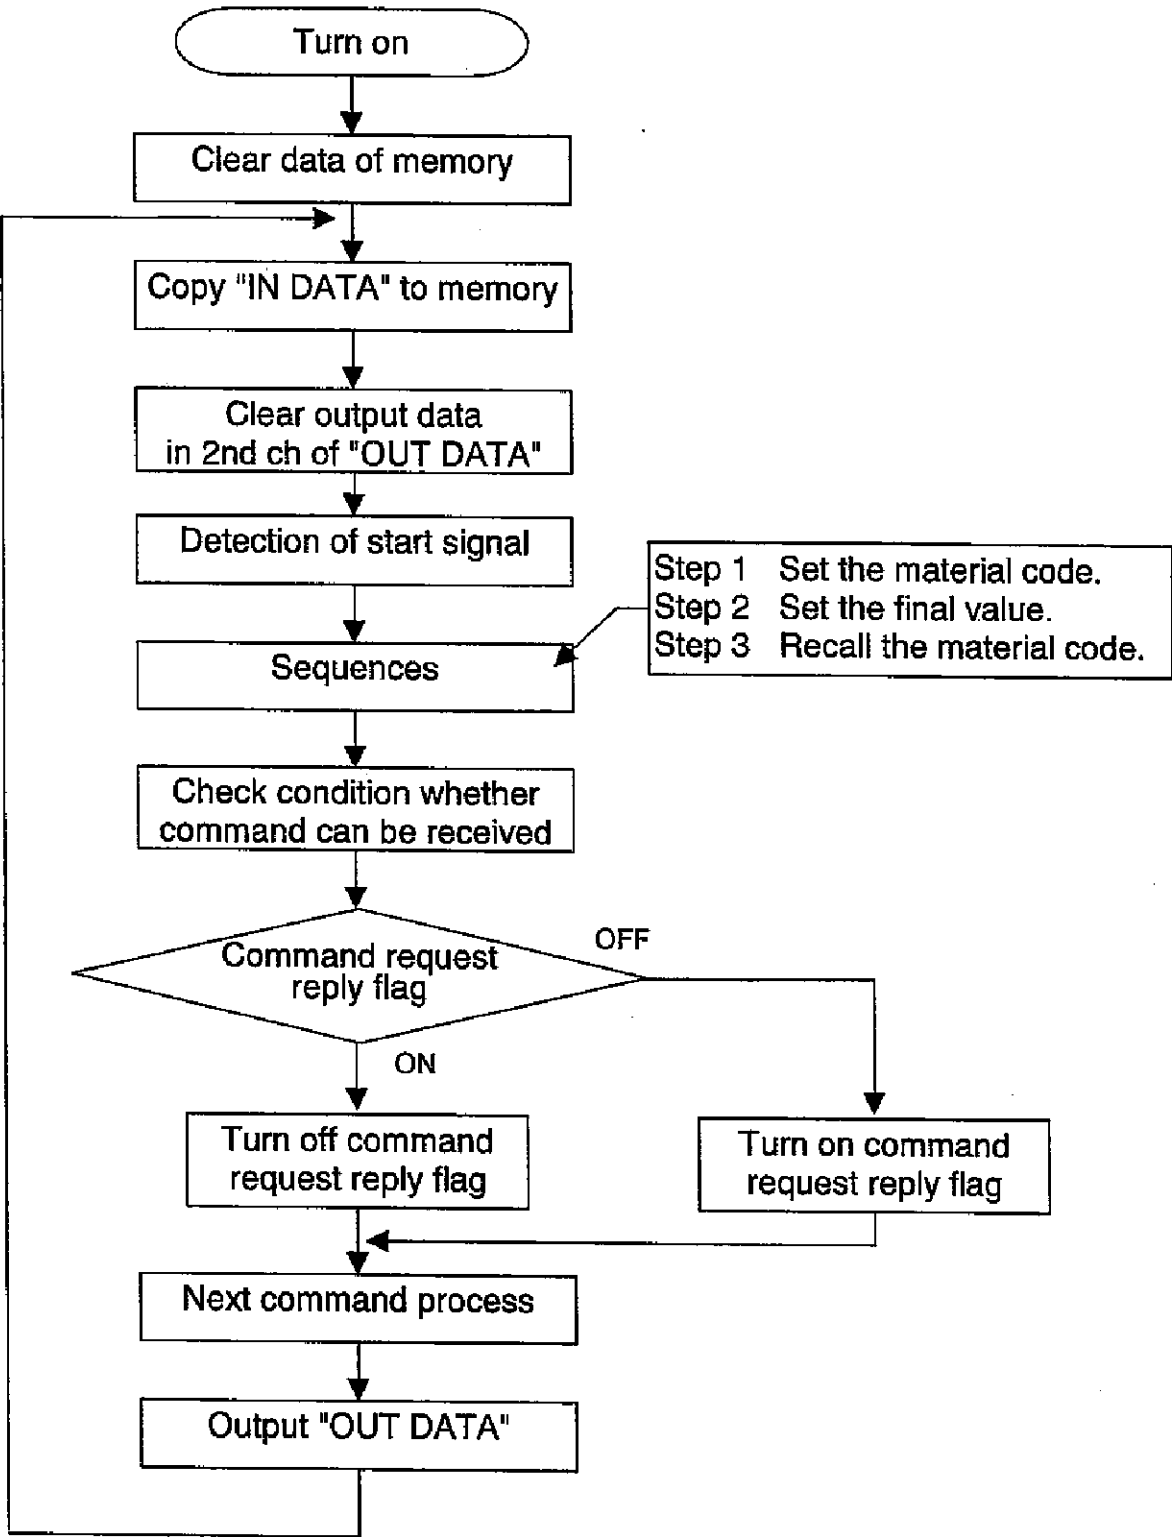 Turn on
Clear data of memory
Copy "IN DATA" to memory
Clear output data
in 2nd ch of "OUT DATA"
Detection of start signal
Step 1 Set the material code.
Step 2 Set the final value.
Step 3 Recall the material code.
Sequences
Check condition whether
command can be received
Command request
reply flag
OFF
ON
Turn off command
request reply flag
Turn on command
request reply flag
Next command process
Output "OUT DATA"